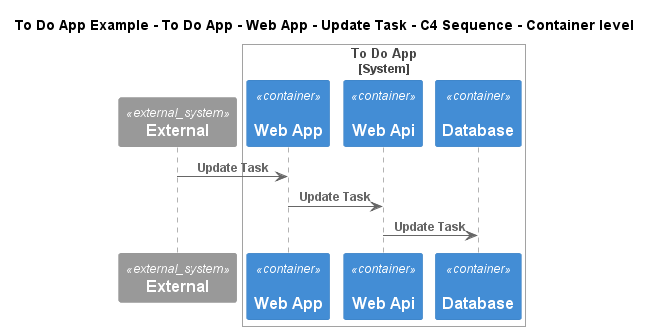 To Do App Example - To Do App - Web App - Update Task - C4 Sequence - Container level
To Do App
[System]
«external_system»
External
«container»
Web App
«container»
Web Api
«container»
Database
Update Task
Update Task
Update Task
«external_system»
External
«container»
Web App
«container»
Web Api
«container»
Database